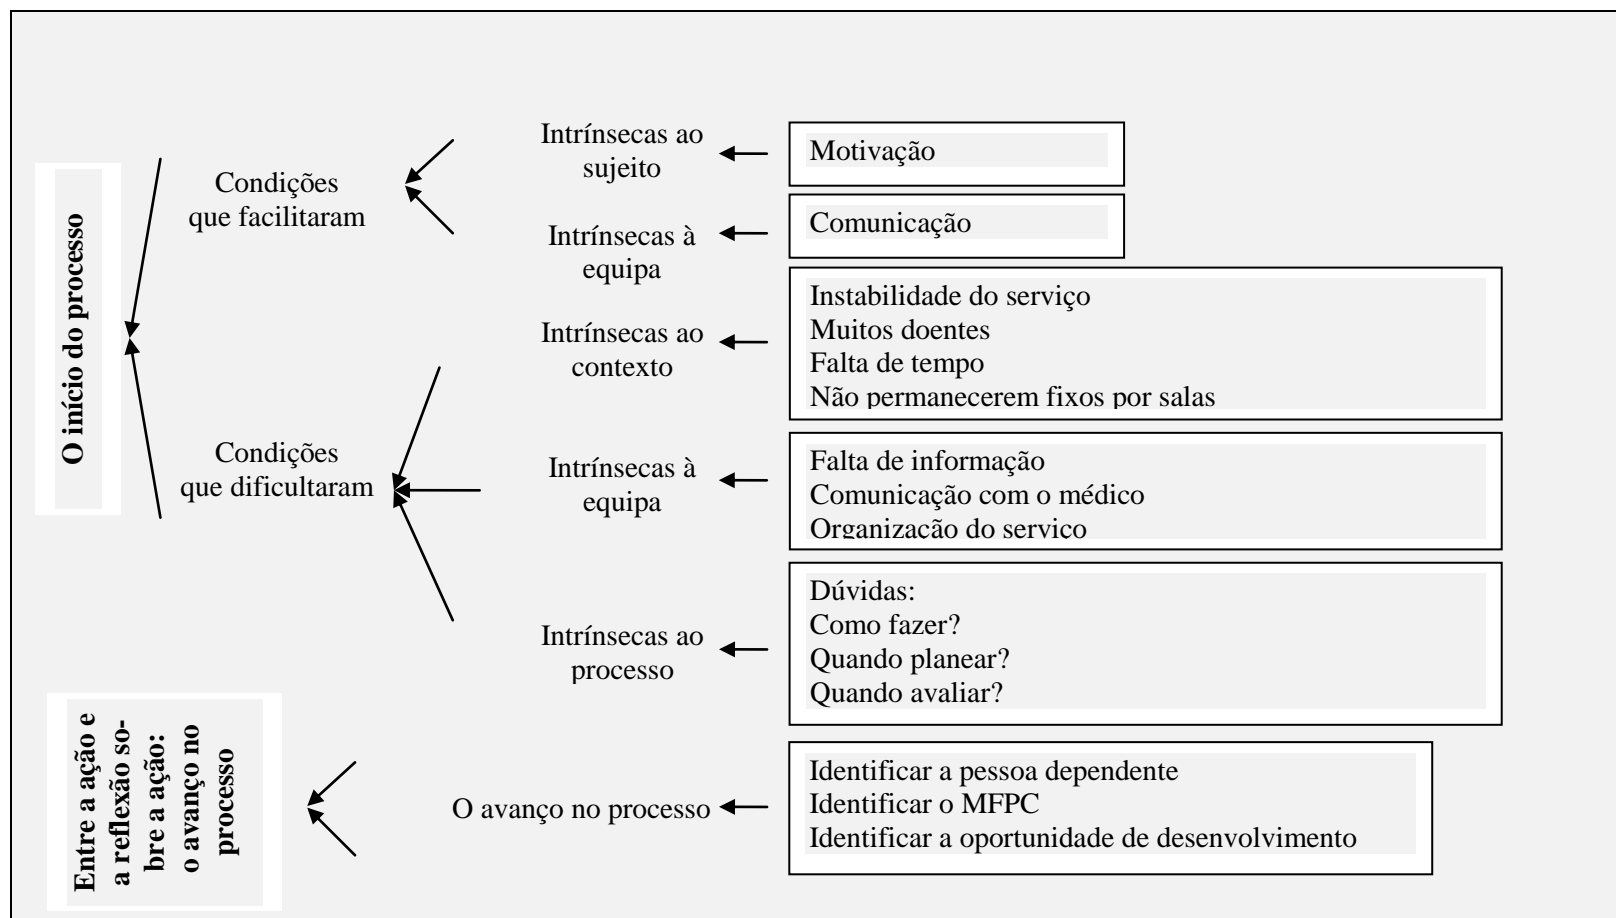 O início do processo
Condições
que facilitaram
Intrínsecas ao
sujeito
Motivação
Intrínsecas à
equipa
Comunicação
Condições
que dificultaram
Intrínsecas ao
contexto
Instabilidade do serviço
Muitos doentes
Falta de tempo
Não permanecerem fixos por salas
Intrínsecas à
equipa
Falta de informação
Comunicação com o médico
Organização do serviço
Intrínsecas ao
processo
Dúvidas:
Como fazer?
Quando planear?
Quando avaliar?
Entre a ação e
a reflexão so-
bre a ação:
o avanço no
processo
O avanço no processo
Identificar a pessoa dependente
Identificar o MFPC
Identificar a oportunidade de desenvolvimento